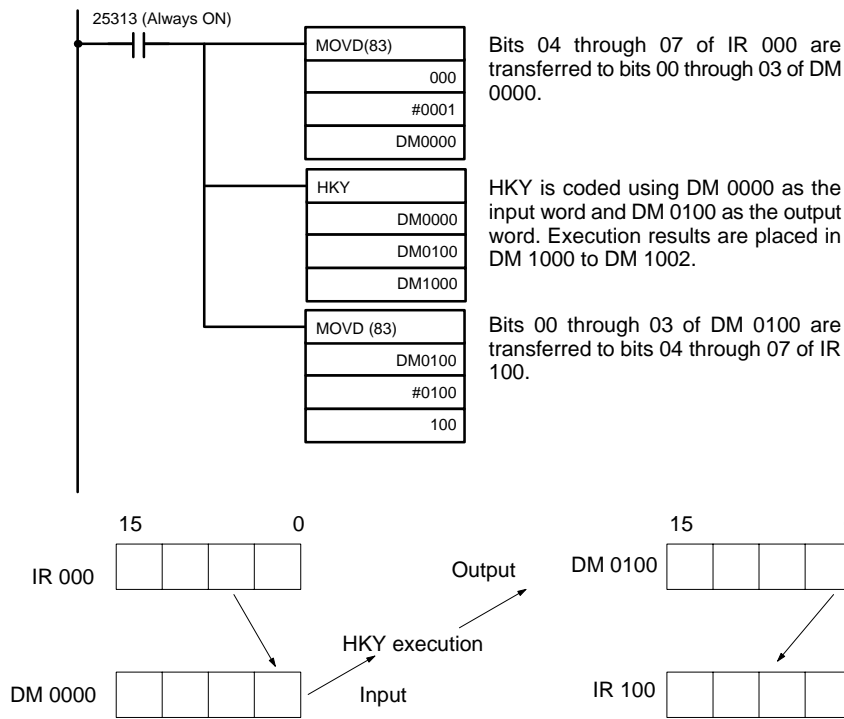 25313 (Always ON)
MOVD(83)
000
#0001
DM0000
Bits 04 through 07 of IR 000 are
transferred to bits 00 through 03 of DM
0000.
HKY
DM0000
DM0100
DM1000
HKY is coded using DM 0000 as the
input word and DM 0100 as the output
word. Execution results are placed in
DM 1000 to DM 1002.
MOVD (83)
DM0100
#0100
100
Bits 00 through 03 of DM 0100 are
transferred to bits 04 through 07 of IR
100.
15 0 15
IR 000 Output DM 0100
HKY execution
DM 0000 Input IR 100